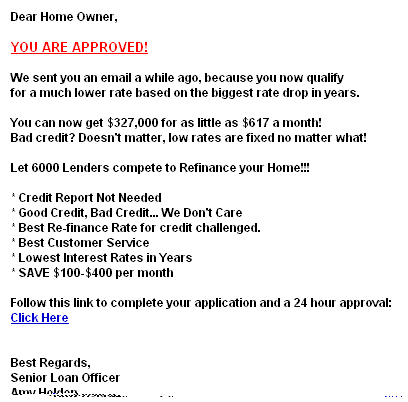 Dear Home Owner,
YOU ARE APPROVED!
We sent you an email a while ago, because you now qualify
for a much lower rate based on the biggest rate drop in years.
You can now get $327,000 for as little as $617 a month!
Bad credit? Doesn't matter, low rates are fixed no matter what!
Let 6000 Lenders compete to Refinance your Home!!!
* Credit Report Not Needed
* Good Credit, Bad Credit... We Don't Care
* Best Re-finance Rate for credit challenged.
* Best Customer Service
* Lowest Interest Rates in Years
* SAVE $100-$400 per month
Follow this link to complete your application and a 24 hour approval:
Click Here
Best Regards,
Senior Loan Officer
Amy Holden